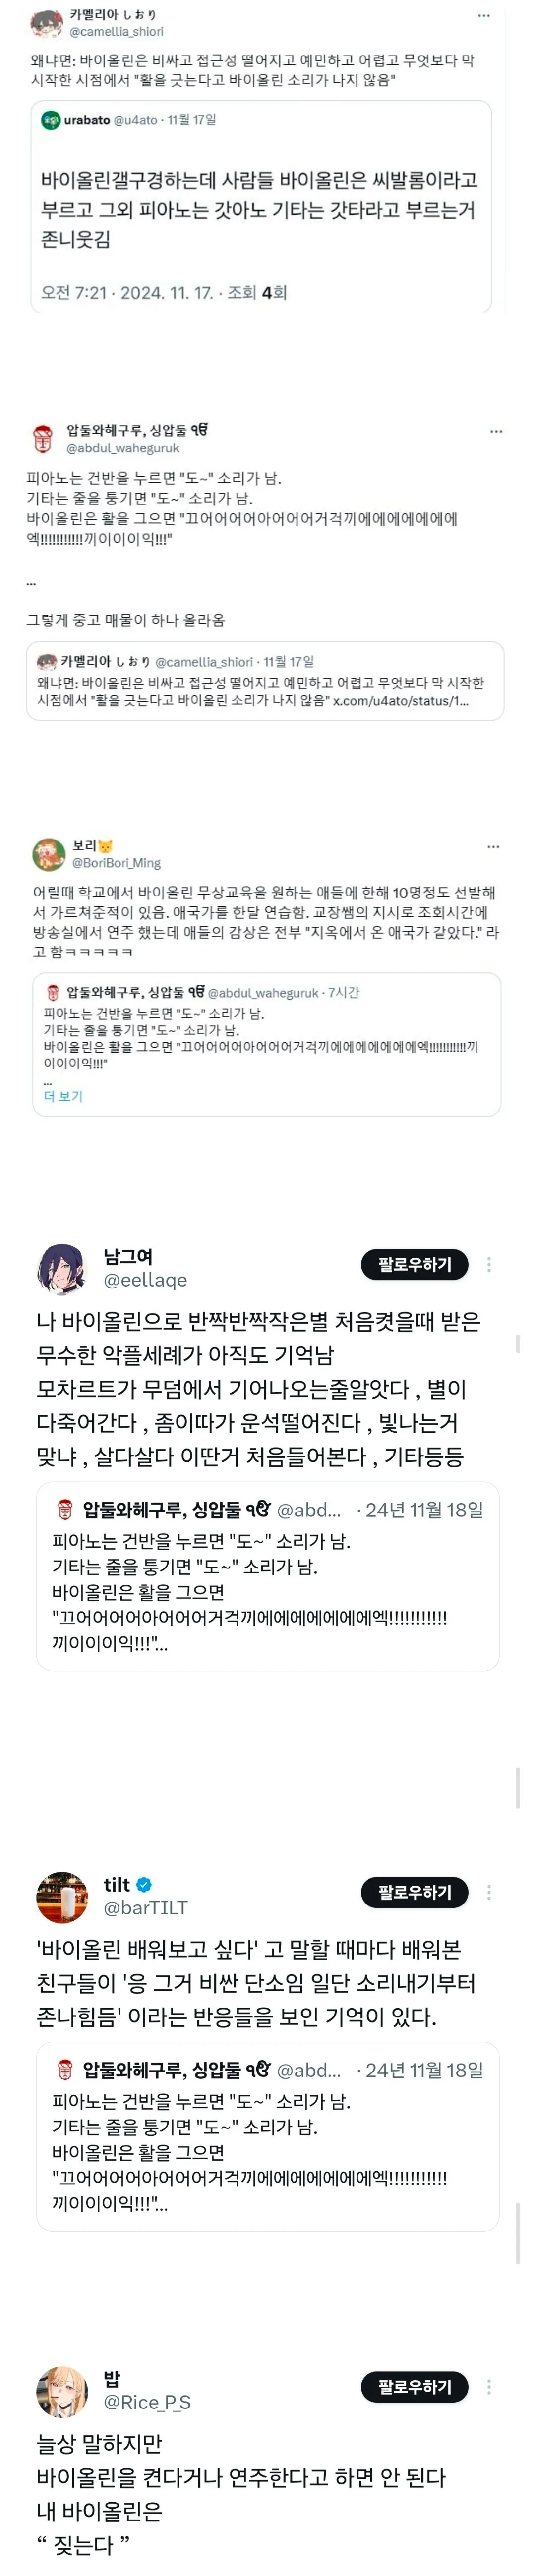 카멜리아 しおり
@camellia_shiori
왜냐면: 바이올린은 비싸고 접근성 떨어지고 예민하고 어렵고 무엇보다 막
시작한 시점에서 "활을 긋는다고 바이올린 소리가 나지 않음"
urabato @u4ato · 11월 17일
바이올린갤구경하는데 사람들 바이올린은 씨발롬이라고
부르고 그외 피아노는 갓아노 기타는 갓타라고 부르는거
존니웃김
오전 7:21 · 2024. 11. 17. · 조회 4회
압둘와헤구루, 싱압둘 ੴ
@abdul_waheguruk
피아노는 건반을 누르면 "도~" 소리가 남.
기타는 줄을 퉁기면 "도~" 소리가 남.
바이올린은 활을 그으면 "끄어어어어아어어어거걱끼에에에에에에에
엑!!!!!!!!!!!끼이이이익!!!"
...
그렇게 중고 매물이 하나 올라옴
카멜리아 しおり @camellia_shiori · 11월 17일
왜냐면: 바이올린은 비싸고 접근성 떨어지고 예민하고 어렵고 무엇보다 막 시작한
시점에서 "활을 긋는다고 바이올린 소리가 나지 않음" x.com/u4ato/status/1...
보리🐱
@BoriBori_Ming
어릴때 학교에서 바이올린 무상교육을 원하는 애들에 한해 10명정도 선발해
서 가르쳐준적이 있음. 애국가를 한달 연습함. 교장쌤의 지시로 조회시간에
방송실에서 연주 했는데 애들의 감상은 전부 "지옥에서 온 애국가 같았다." 라
고 함ㅋㅋㅋㅋㅋ
압둘와헤구루, 싱압둘 ੴ @abdul_waheguruk · 7시간
피아노는 건반을 누르면 "도~" 소리가 남.
기타는 줄을 퉁기면 "도~" 소리가 남.
바이올린은 활을 그으면 "끄어어어어아어어어거걱끼에에에에에에에엑!!!!!!!!!!!끼
이이이익!!!"
...
더 보기
남그여
@eellaqe
팔로우하기
나 바이올린으로 반짝반짝작은별 처음켯을때 받은
무수한 악플세례가 아직도 기억남
모차르트가 무덤에서 기어나오는줄알앗다 , 별이
다죽어간다 , 좀이따가 운석떨어진다 , 빛나는거
맞냐 , 살다살다 이딴거 처음들어본다 , 기타등등
압둘와헤구루, 싱압둘 ੴ @abd... · 24년 11월 18일
피아노는 건반을 누르면 "도~" 소리가 남.
기타는 줄을 퉁기면 "도~" 소리가 남.
바이올린은 활을 그으면
"끄어어어어아어어어거걱끼에에에에에에에엑!!!!!!!!!!!
끼이이이익!!!"...
tilt
@barTILT
팔로우하기
'바이올린 배워보고 싶다' 고 말할 때마다 배워본
친구들이 '응 그거 비싼 단소임 일단 소리내기부터
존나힘듬' 이라는 반응들을 보인 기억이 있다.
압둘와헤구루, 싱압둘 ੴ @abd... · 24년 11월 18일
피아노는 건반을 누르면 "도~" 소리가 남.
기타는 줄을 퉁기면 "도~" 소리가 남.
바이올린은 활을 그으면
"끄어어어어아어어어거걱끼에에에에에에에엑!!!!!!!!!!!
끼이이이익!!!"...
밥
@Rice_P_S
팔로우하기
늘상 말하지만
바이올린을 켠다거나 연주한다고 하면 안 된다
내 바이올린은
“ 짖는다 ”